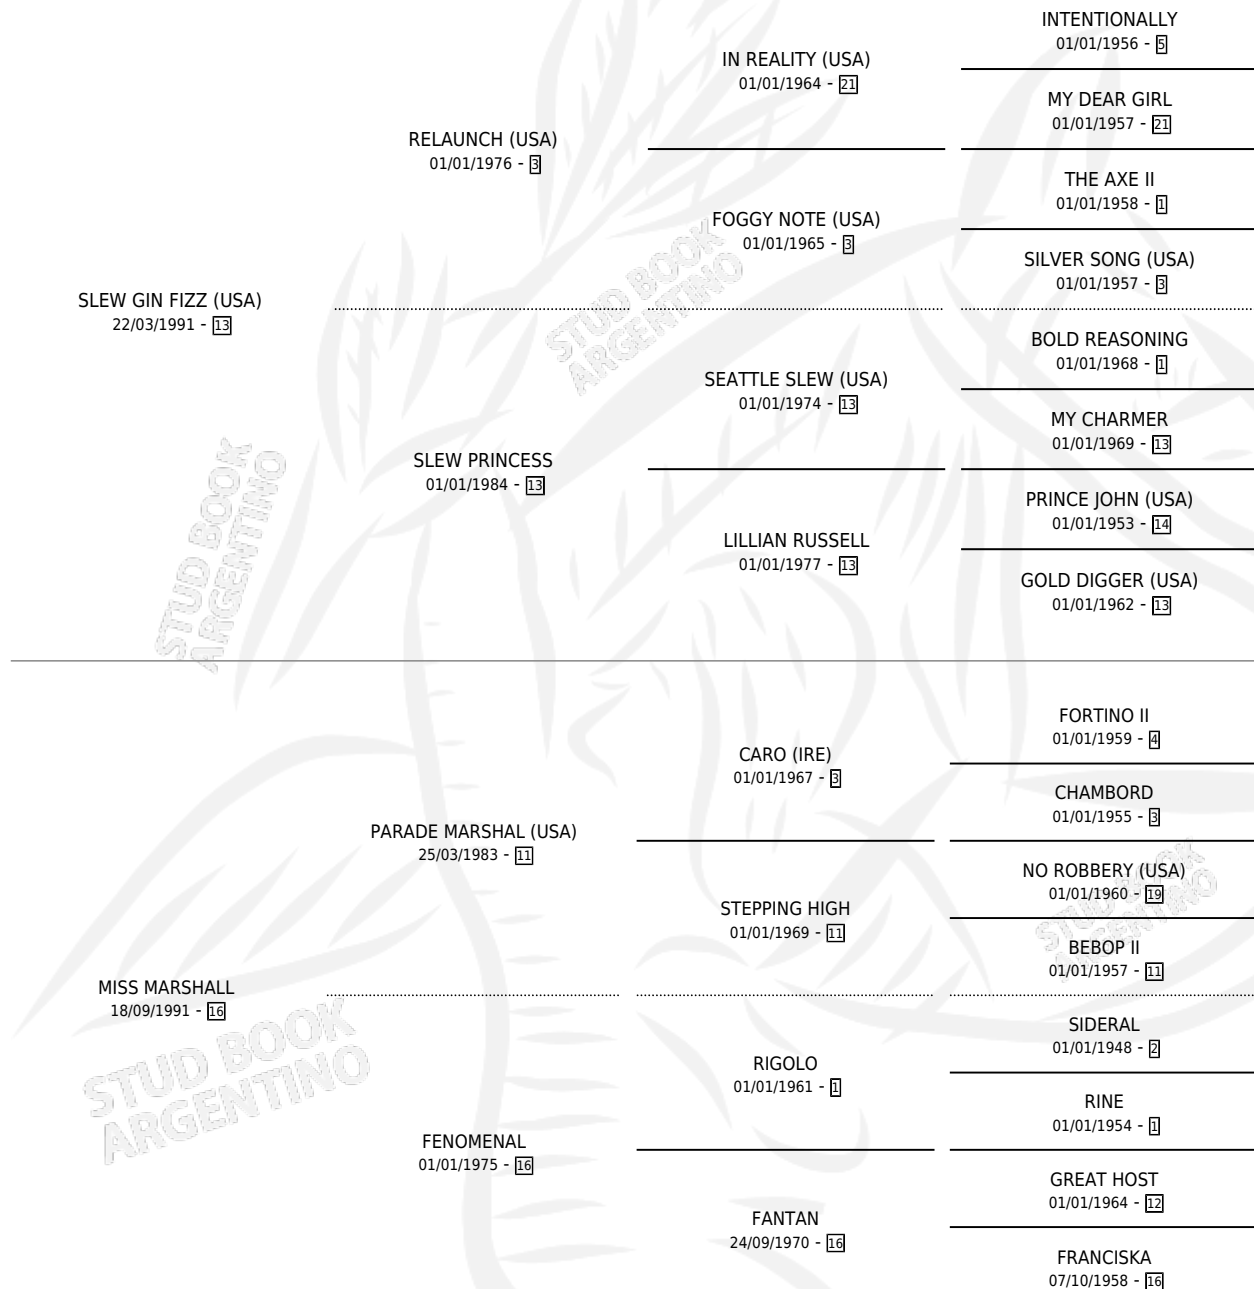 INTENTIONALLY
01/01/1956 - 5
IN REALITY (USA)
01/01/1964 - 21
MY DEAR GIRL
01/01/1957 - 21
RELAUNCH (USA)
01/01/1976 - 3
THE AXE II
01/01/1958 - 1
FOGGY NOTE (USA)
01/01/1965 - 3
SILVER SONG (USA)
01/01/1957 - 3
SLEW GIN FIZZ (USA)
22/03/1991 - 13
STUD BOOK
ARGENTINO
BOLD REASONING
01/01/1968 - 1
SEATTLE SLEW (USA)
01/01/1974 - 13
MY CHARMER
01/01/1969 - 13
SLEW PRINCESS
01/01/1984 - 13
PRINCE JOHN (USA)
01/01/1953 - 14
LILLIAN RUSSELL
01/01/1977 - 13
GOLD DIGGER (USA)
01/01/1962 - 13
STUD BOOK
ARGENTINO
FORTINO II
01/01/1959 - 4
CARO (IRE)
01/01/1967 - 3
CHAMBORD
01/01/1955 - 3
PARADE MARSHAL (USA)
25/03/1983 - 11
NO ROBBERY (USA)
01/01/1960 - 19
STEPPING HIGH
01/01/1969 - 11
BEBOP II
01/01/1957 - 11
STUD BOOK
ARGENTINO
MISS MARSHALL
18/09/1991 - 16
STUD BOOK
ARGENTINO
SIDERAL
01/01/1948 - 2
RIGOLO
01/01/1961 - 1
RINE
01/01/1954 - 1
FENOMENAL
01/01/1975 - 16
GREAT HOST
01/01/1964 - 12
FANTAN
24/09/1970 - 16
FRANCISKA
07/10/1958 - 16